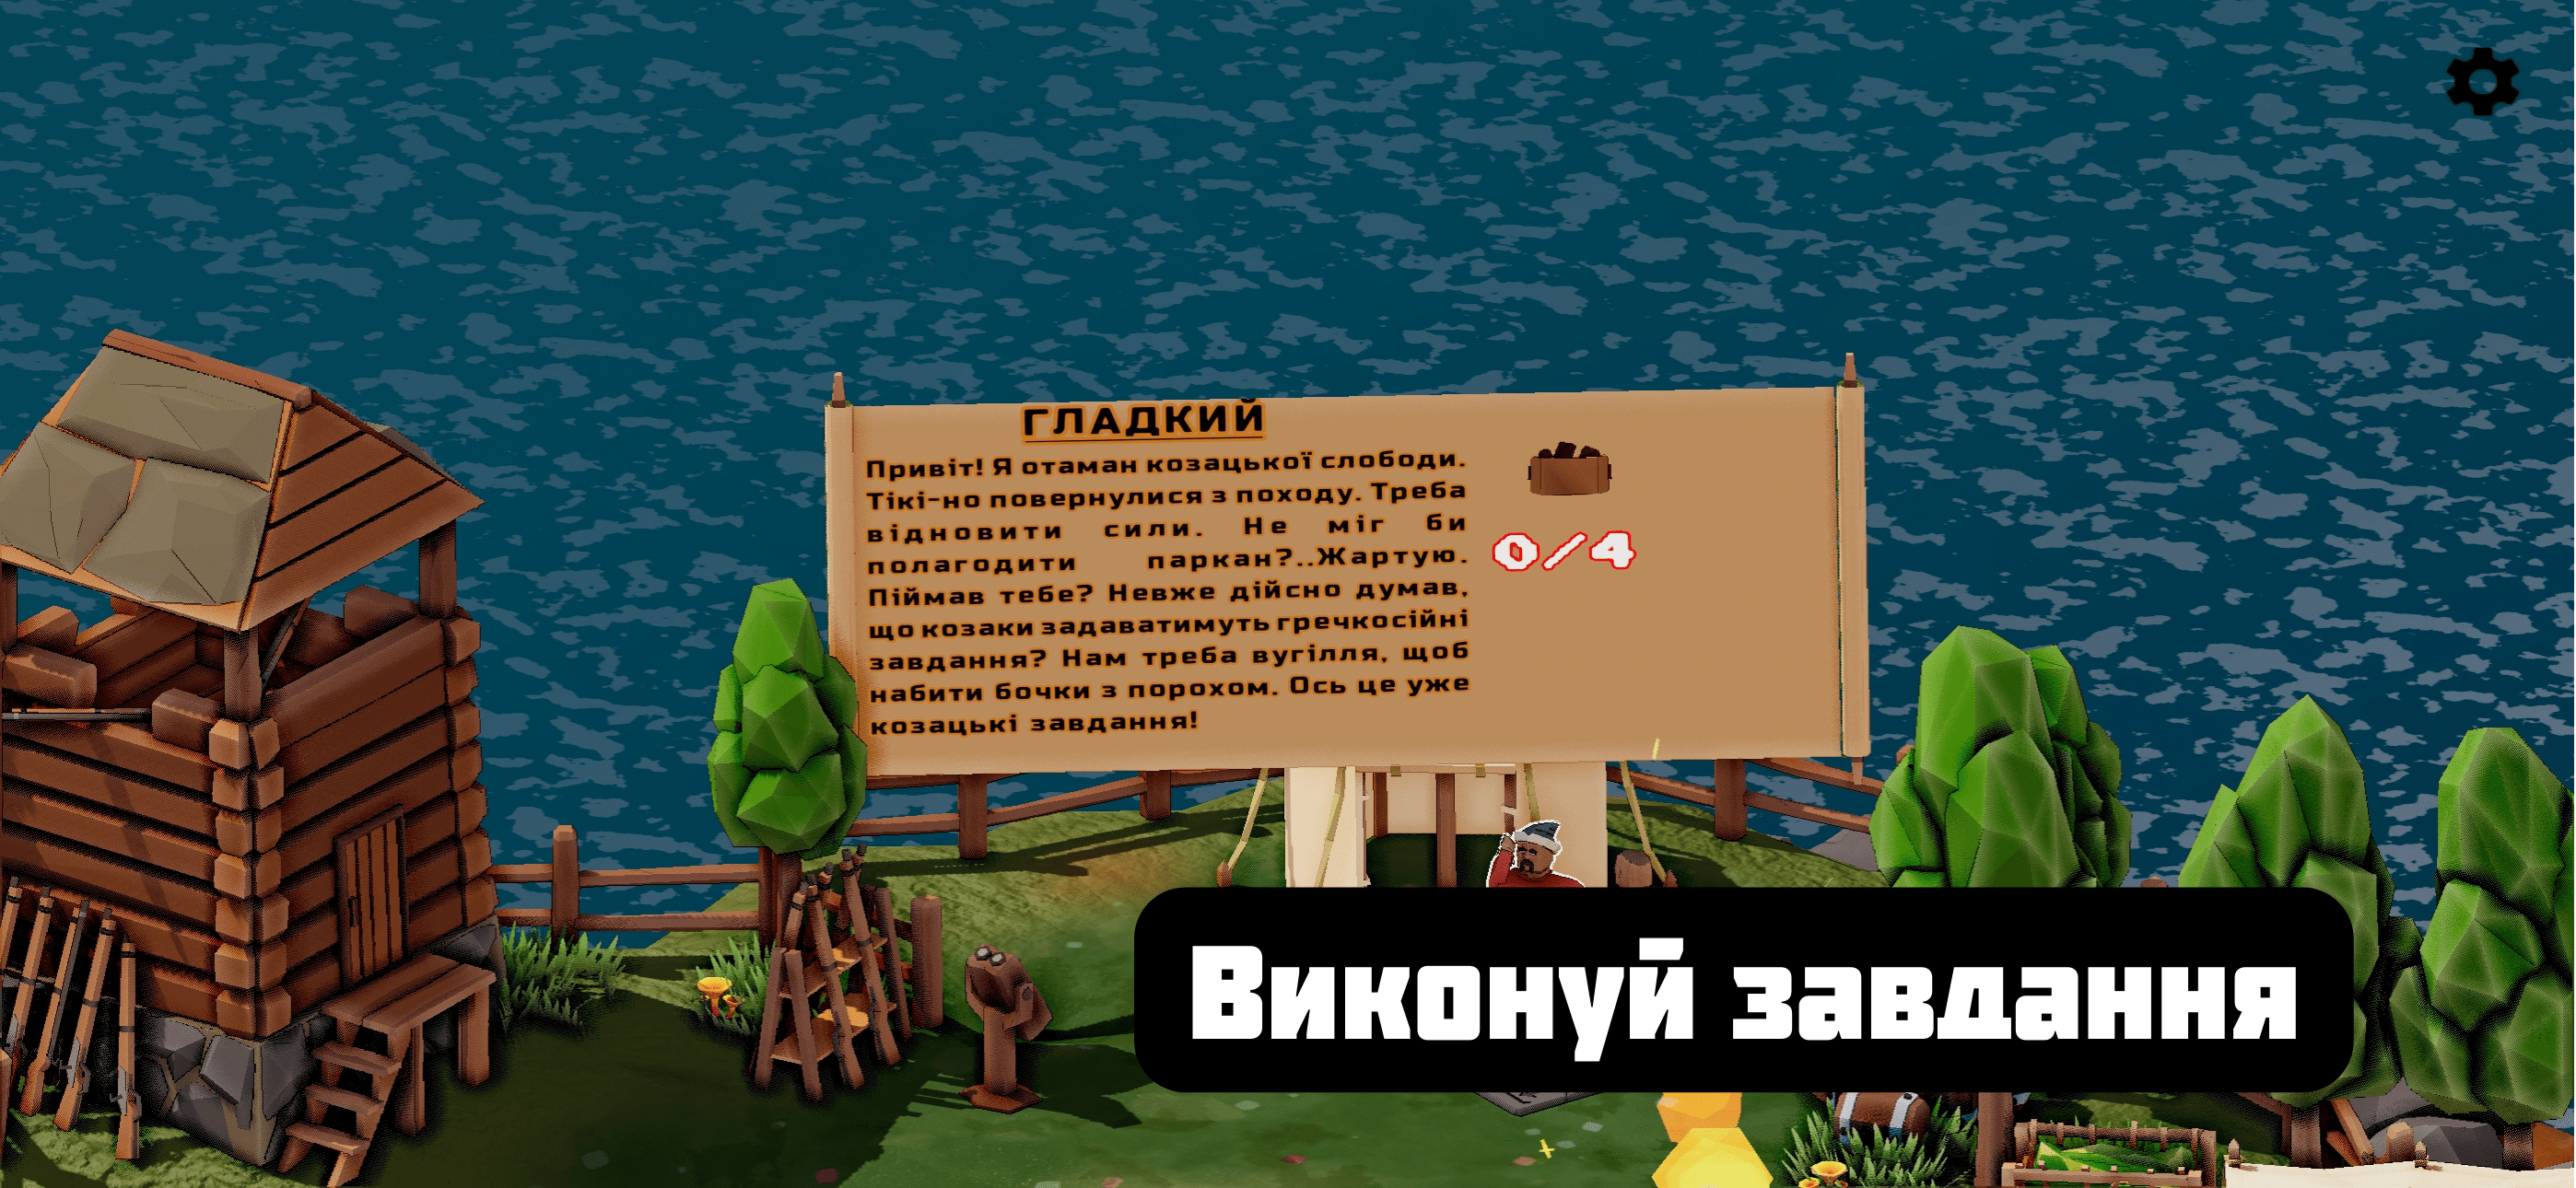 ГЛАДКИЙ
Привіт! Я отаман козацької слободи.
Тікі-но повернулися з походу. Треба
відновити сили. Не міг би
полагодити паркан?..Жартую.
Піймав тебе? Невже дійсно думав,
що козаки задаватимуть гречкосійні
завдання? Нам треба вугілля, щоб
набити бочки з порохом. Ось це уже
козацькі завдання!
0/4
Виконуй завдання